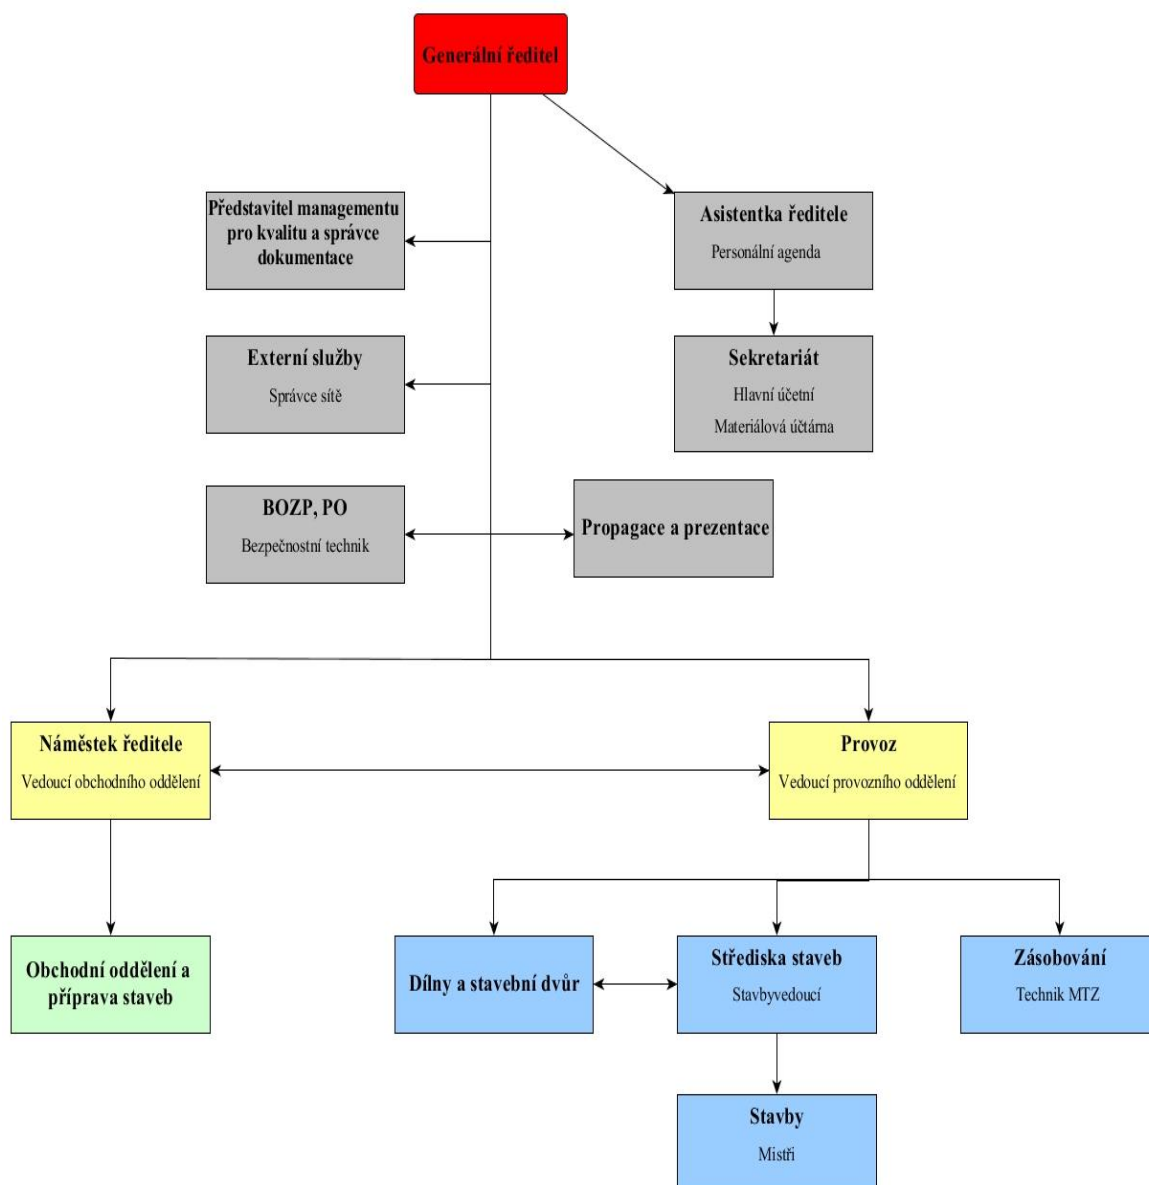 Generální ředitel
Představitel managementu
pro kvalitu a správce
dokumentace
Asistentka ředitele
Personální agenda
Externí služby
Správce sítě
Sekretariát
Hlavní účetní
Materiálová účtárna
BOZP, PO
Bezpečnostní technik
Propagace a prezentace
Náměstek ředitele
Vedoucí obchodního oddělení
Provoz
Vedoucí provozního oddělení
Obchodní oddělení a
příprava staveb
Dílny a stavební dvůr
Střediska staveb
Stavbyvedoucí
Zásobování
Technik MTZ
Stavby
Mistři